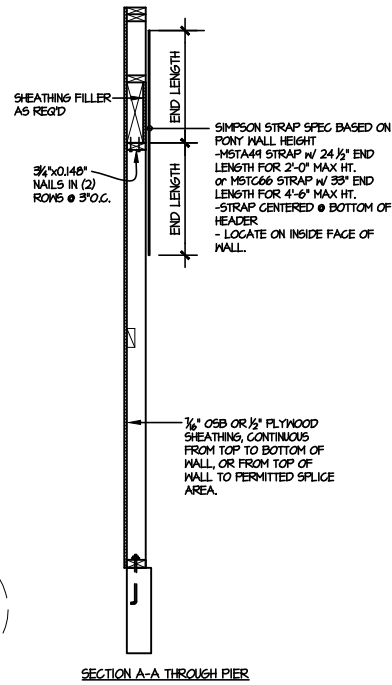 END LENGTH
SHEATHING FILLER
AS REQ'D
SIMPSON STRAP SPEC BASED ON
PONY WALL HEIGHT
-MSTA49 STRAP W/ 24 ½" END
LENGTH FOR 2'-0" MAX HT.
or MSTC66 STRAP W/ 33" END
LENGTH FOR 4'-6" MAX HT.
-STRAP CENTERED @ BOTTOM OF
HEADER
- LOCATE ON INSIDE FACE OF
WALL.
3¼"x0.148"
NAILS IN (2)
ROWS @ 3"O.C.
END LENGTH
7/16" OSB OR ½" PLYWOOD
SHEATHING, CONTINUOUS
FROM TOP TO BOTTOM OF
WALL, OR FROM TOP OF
WALL TO PERMITTED SPLICE
AREA.
SECTION A-A THROUGH PIER